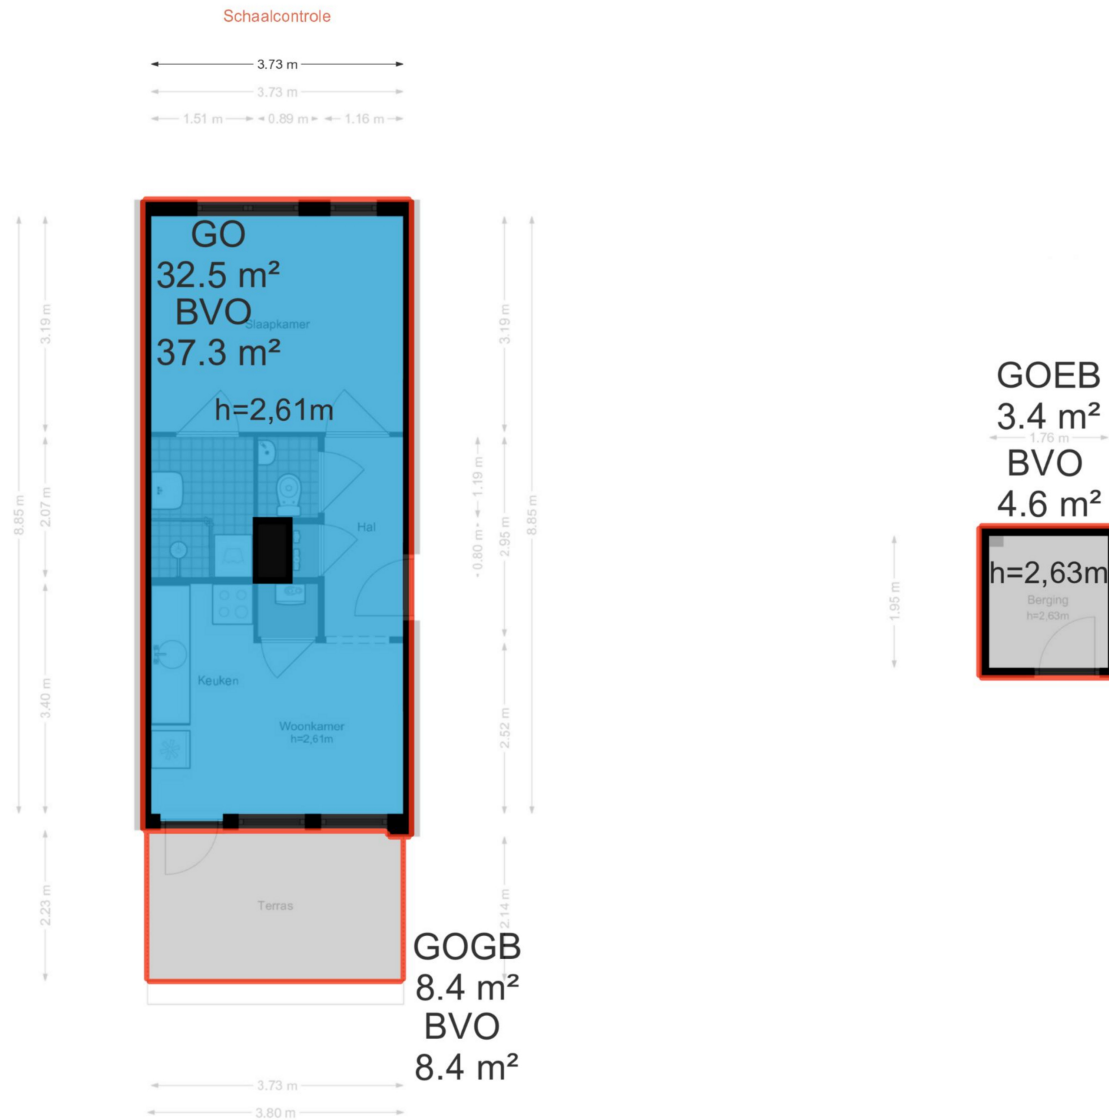 Schaalcontrole
3.73 m
3.73 m
1.51 m
0.89 m
1.16 m
GO
32.5 m²
BVO
37.3 m²
Slaapkamer
h=2,61m
3.19 m
3.19 m
8.85 m
2.07 m
1.19 m
0.80 m
2.95 m
8.85 m
Hal
Keuken
3.40 m
2.52 m
Woonkamer
h=2,61m
2.23 m
Terras
2.14 m
GOGB
8.4 m²
BVO
8.4 m²
3.73 m
3.80 m
GOEB
3.4 m²
1.76 m
BVO
4.6 m²
h=2,63m
1.95 m
Berging
h=2,63m